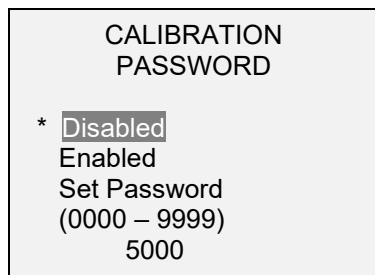 CALIBRATION
PASSWORD
* Disabled
Enabled
Set Password
(0000 – 9999)
5000